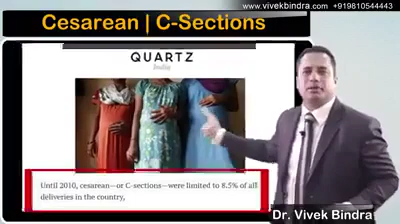 www.vivekbindra.com +919810544443
Cesarean | C-Sections
QUARTZ
India
Until 2010, cesarean—or C-sections—were limited to 8.5% of all
deliveries in the country,
Dr. Vivek Bindra